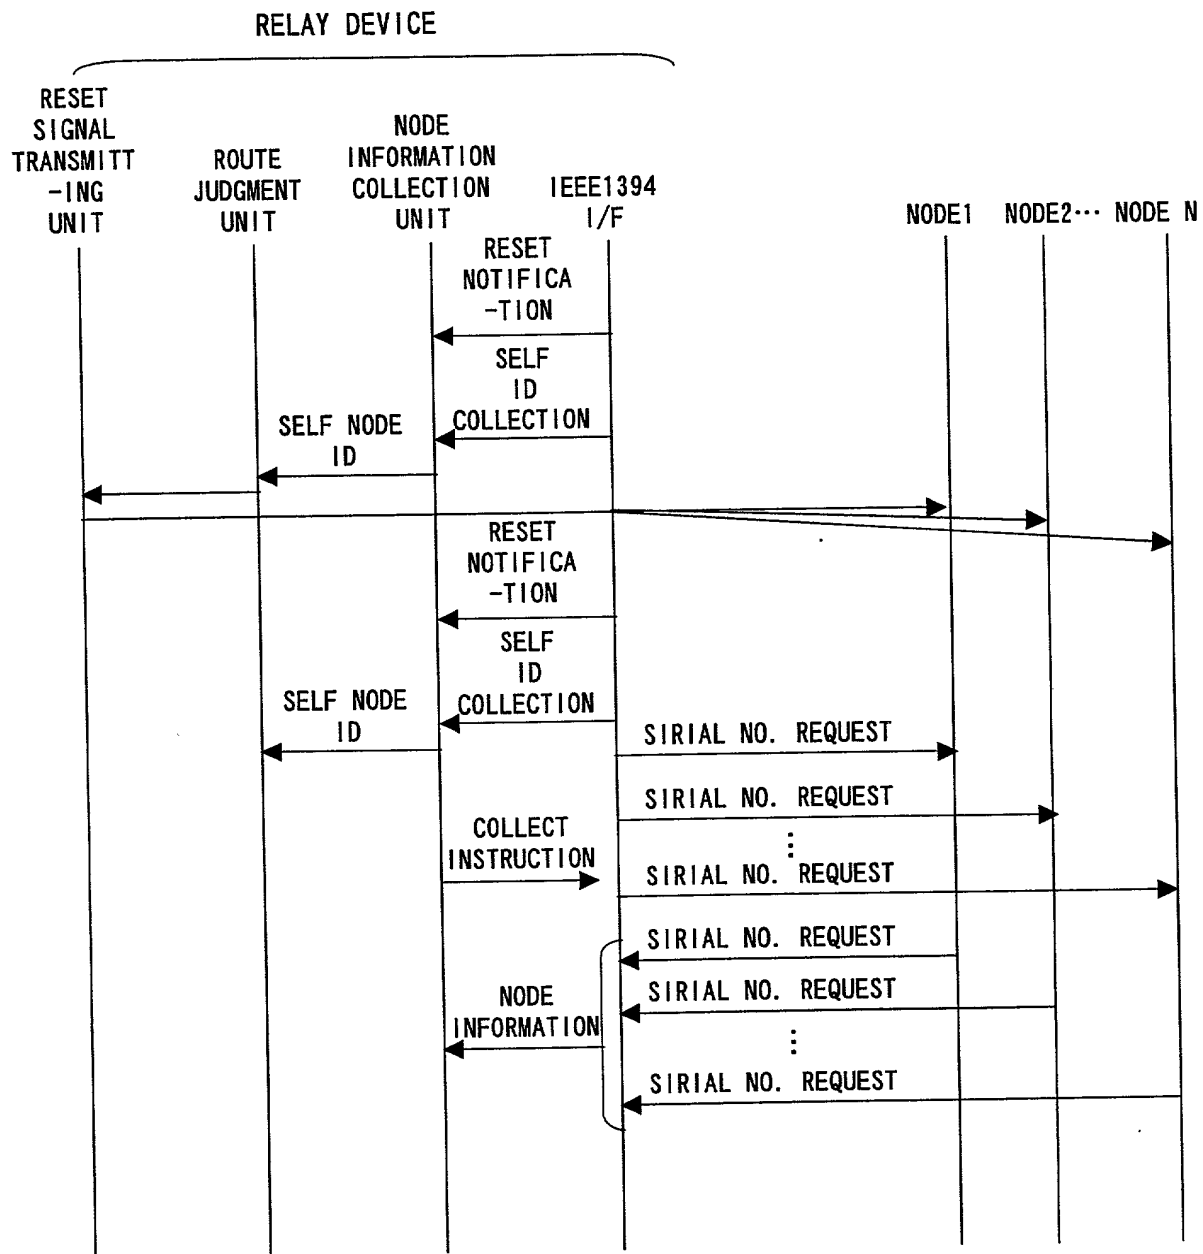 RELAY DEVICE
RESET
SIGNAL
TRANSMITT
-ING
UNIT
ROUTE
JUDGMENT
UNIT
NODE
INFORMATION
COLLECTION
UNIT
IEEE1394
I/F
NODE1
NODE2···
NODE N
RESET
NOTIFICA
-TION
SELF
ID
COLLECTION
SELF NODE
ID
RESET
NOTIFICA
-TION
SELF
ID
COLLECTION
SELF NODE
ID
SIRIAL NO. REQUEST
SIRIAL NO. REQUEST
COLLECT
INSTRUCTION
SIRIAL NO. REQUEST
SIRIAL NO. REQUEST
SIRIAL NO. REQUEST
NODE
INFORMATION
SIRIAL NO. REQUEST